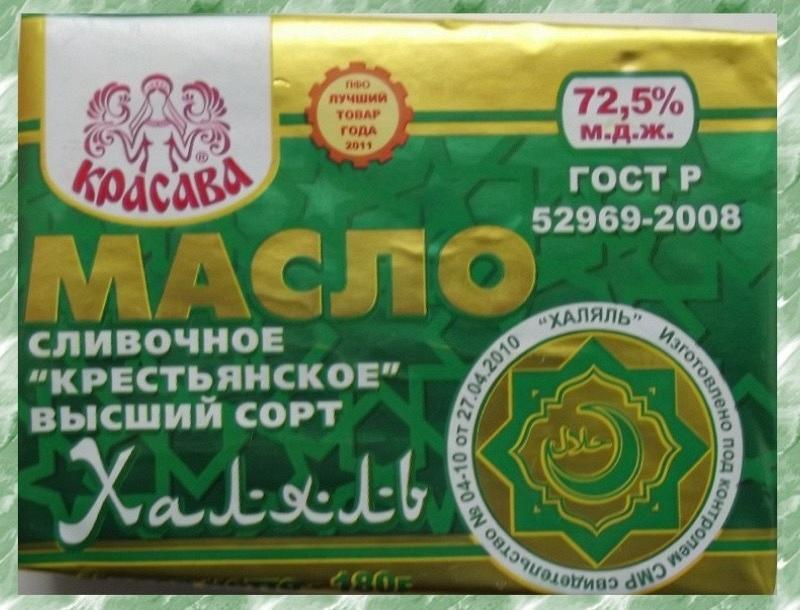 КРАСАВА
®
ПФО
ЛУЧШИЙ
ТОВАР
ГОДА
2011
72,5%
м.д.ж.
ГОСТ Р
52969-2008
МАСЛО
СЛИВОЧНОЕ
"КРЕСТЬЯНСКОЕ"
ВЫСШИЙ СОРТ
Халяль
"ХАЛЯЛЬ" Изготовлено под контролем СМР свидетельство № 04-10 от 27.04.2010
حلال
180г